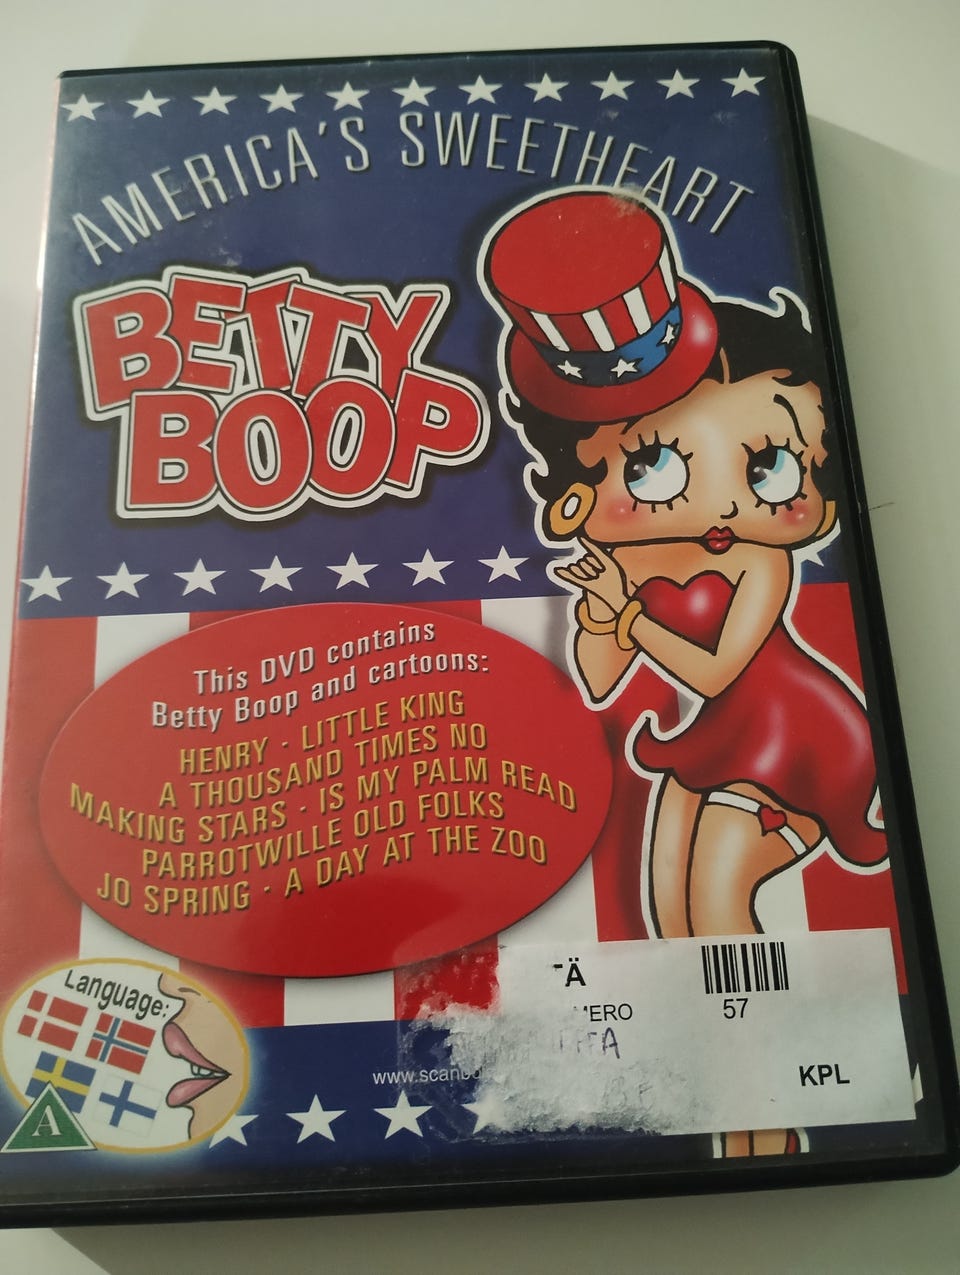 AMERICA'S SWEETHEART
BETTY
BOOP
This DVD contains
Betty Boop and cartoons:
HENRY · LITTLE KING
A THOUSAND TIMES NO
MAKING STARS · IS MY PALM READ
PARROTWILLE OLD FOLKS
JO SPRING · A DAY AT THE ZOO
Language:
A
Ä
MERO
57
KPL
www.scanbo